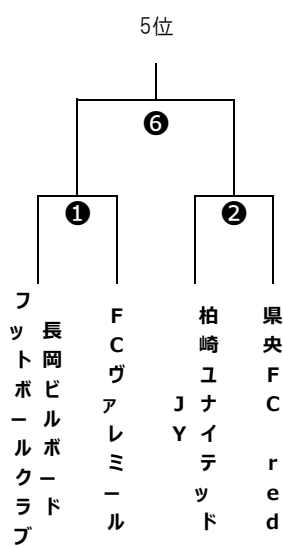 5位
❻
❶
❷
長岡ビルボード
フットボールクラブ
FCヴァレミール
柏崎ユナイテッド
JY
県央FC red